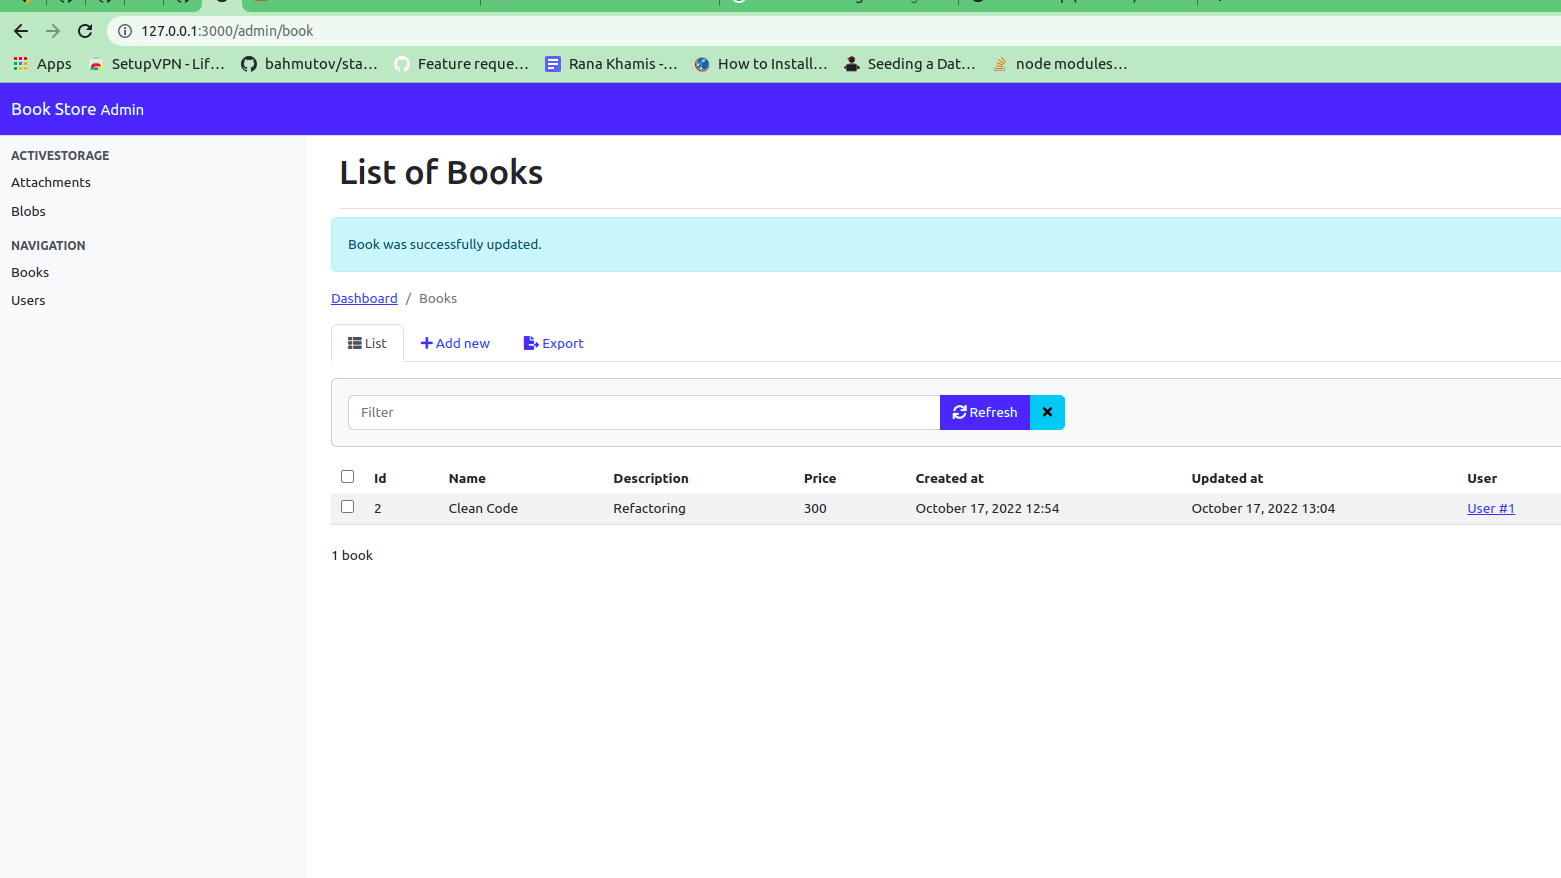 127.0.0.1:3000/admin/book
Apps SetupVPN - Lif... bahmutov/sta... Feature reque... Rana Khamis -... How to Install... Seeding a Dat... node modules...
Book Store Admin
ACTIVESTORAGE
Attachments
Blobs
NAVIGATION
Books
Users
List of Books
Book was successfully updated.
Dashboard / Books
List Add new Export
Filter Refresh
Id Name Description Price Created at Updated at User
2 Clean Code Refactoring 300 October 17, 2022 12:54 October 17, 2022 13:04 User #1
1 book